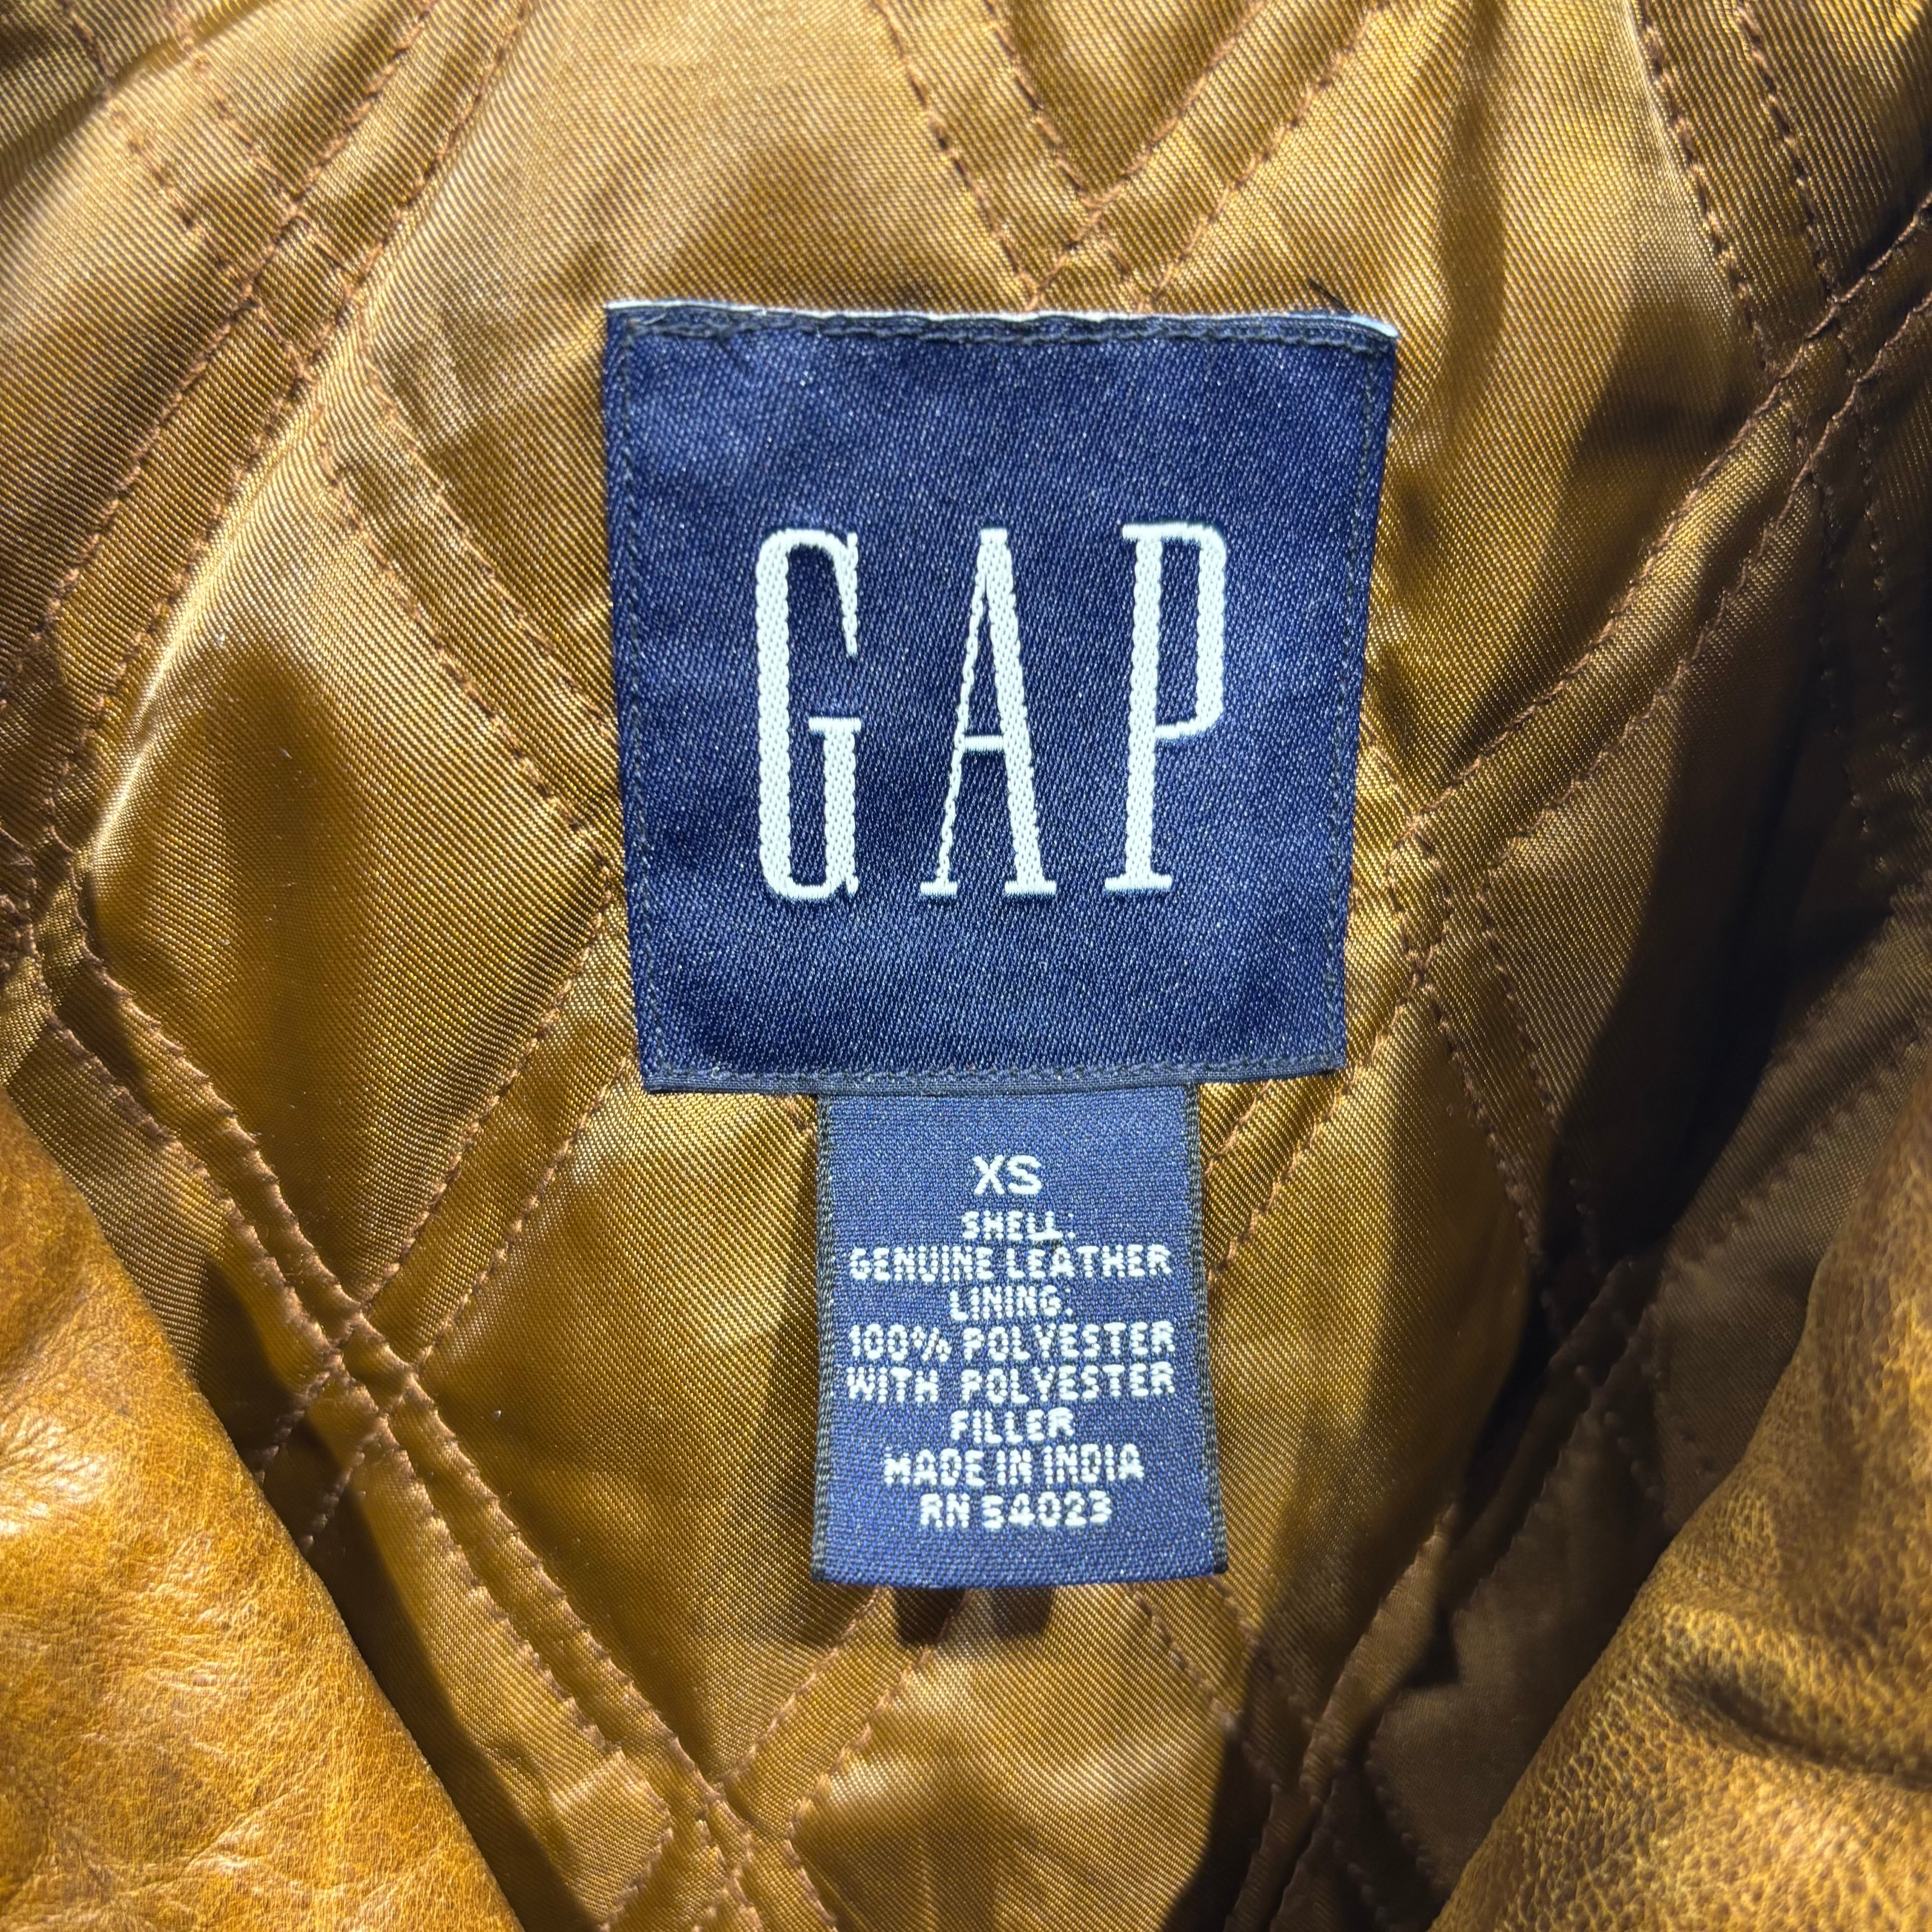 GAP
XS
SHELL:
GENUINE LEATHER
LINING:
100% POLYESTER
WITH POLYESTER
FILLER
MADE IN INDIA
RN 54023